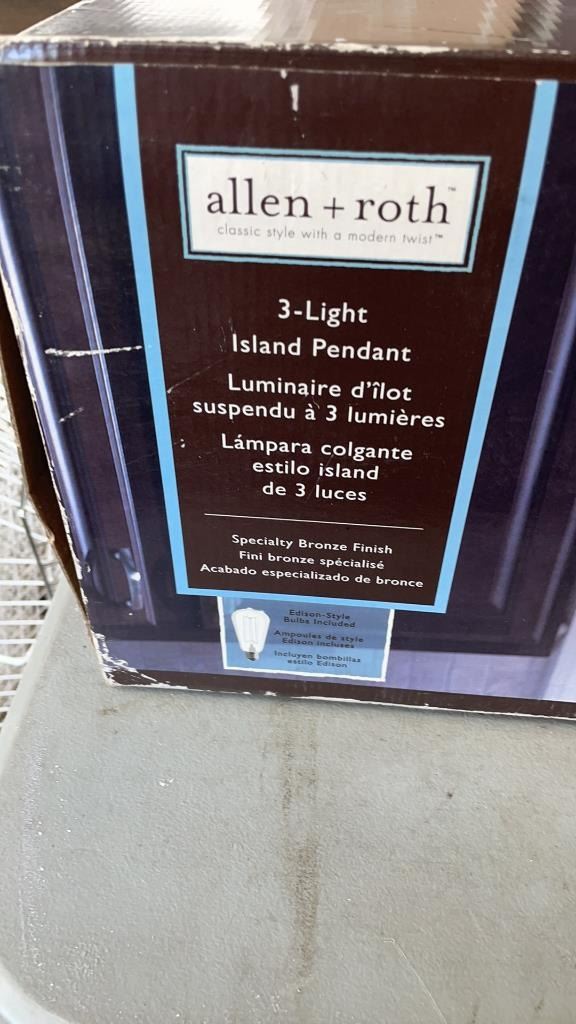 allen + roth™
classic style with a modern twist™
3-Light
Island Pendant
Luminaire d'îlot
suspendu à 3 lumières
Lámpara colgante
estilo island
de 3 luces
Specialty Bronze Finish
Fini bronze spécialisé
Acabado especializado de bronce
Edison-Style
Bulbs Included
Ampoules de style
Edison incluses
Incluyen bombillas
estilo Edison